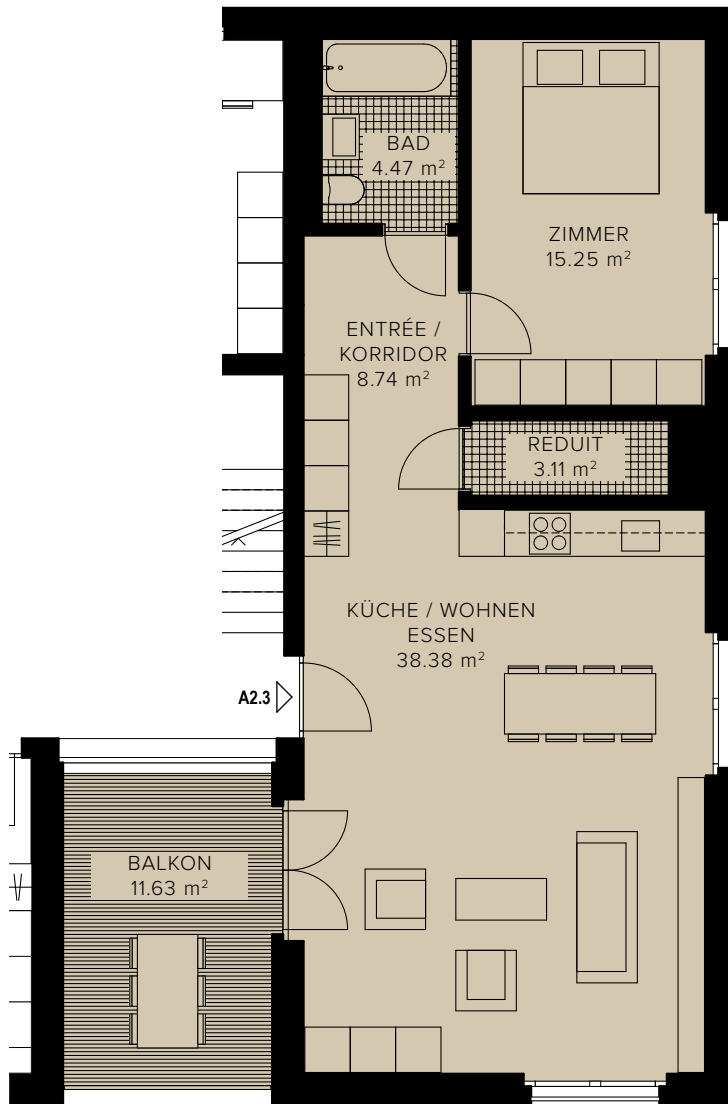 BAD
4.47 m²
ZIMMER
15.25 m²
ENTRÉE /
KORRIDOR
8.74 m²
REDUIT
3.11 m²
KÜCHE / WOHNEN
ESSEN
38.38 m²
A2.3
BALKON
11.63 m²